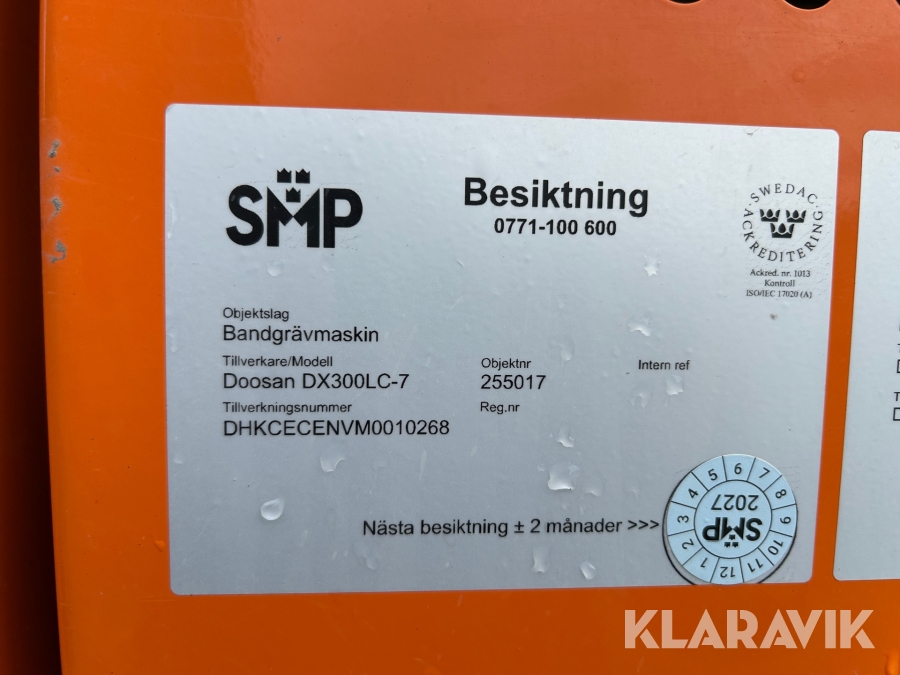 SMP
Besiktning
0771-100 600
SWEDAC
ACKREDITERING
Ackred. nr. 1013
Kontroll
ISO/IEC 17020 (A)
Objektslag
Bandgrävmaskin
Tillverkare/Modell
Doosan DX300LC-7
Objektnr
255017
Intern ref
Tillverkningsnummer
DHKCECENVM0010268
Reg.nr
Nästa besiktning ± 2 månader >>>
1 2 3 4 5 6 7 8 9 10 11 12
SMP
2027
KLARAVIK